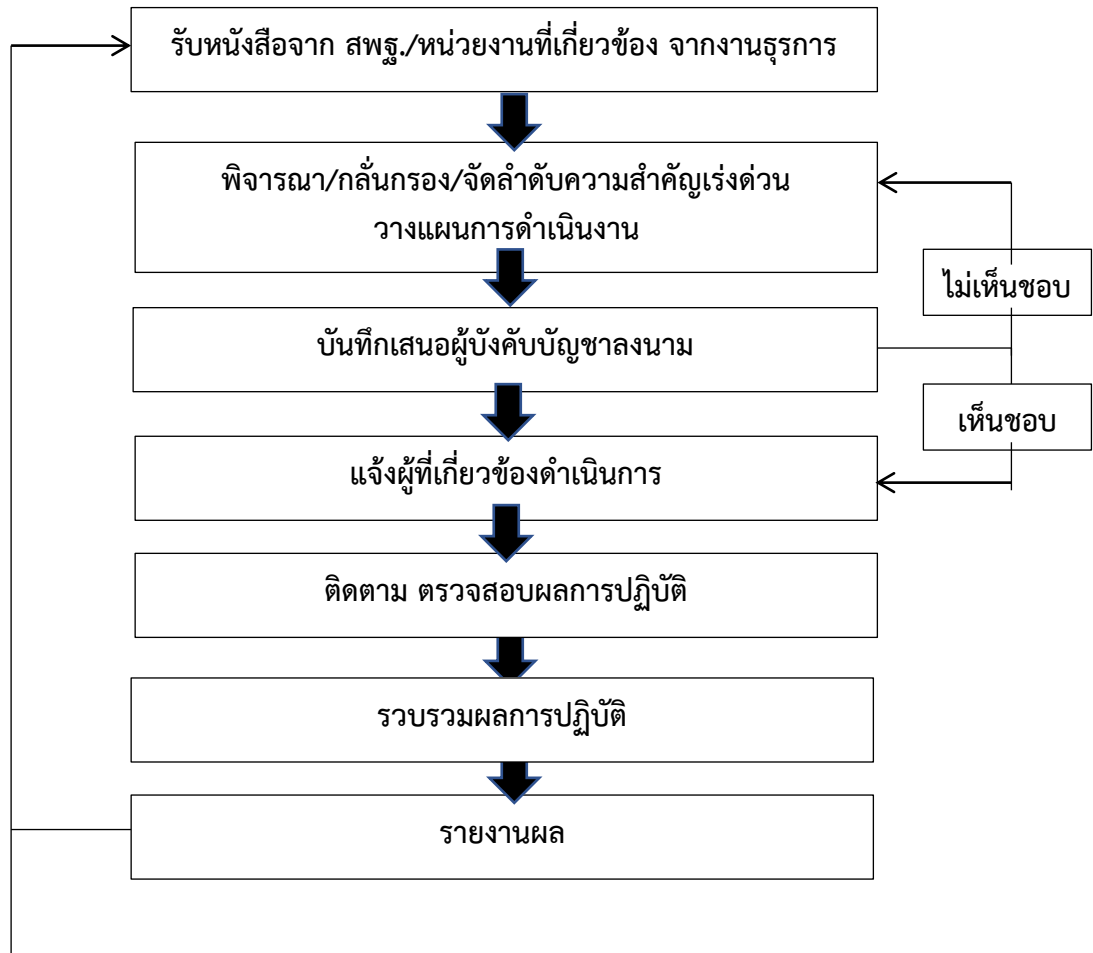 รับหนังสือจาก สพฐ./หน่วยงานที่เกี่ยวข้อง จากงานธุรการ
พิจารณา/กลั่นกรอง/จัดลำดับความสำคัญเร่งด่วน
วางแผนการดำเนินงาน
ไม่เห็นชอบ
บันทึกเสนอผู้บังคับบัญชาลงนาม
เห็นชอบ
แจ้งผู้ที่เกี่ยวข้องดำเนินการ
ติดตาม ตรวจสอบผลการปฏิบัติ
รวบรวมผลการปฏิบัติ
รายงานผล